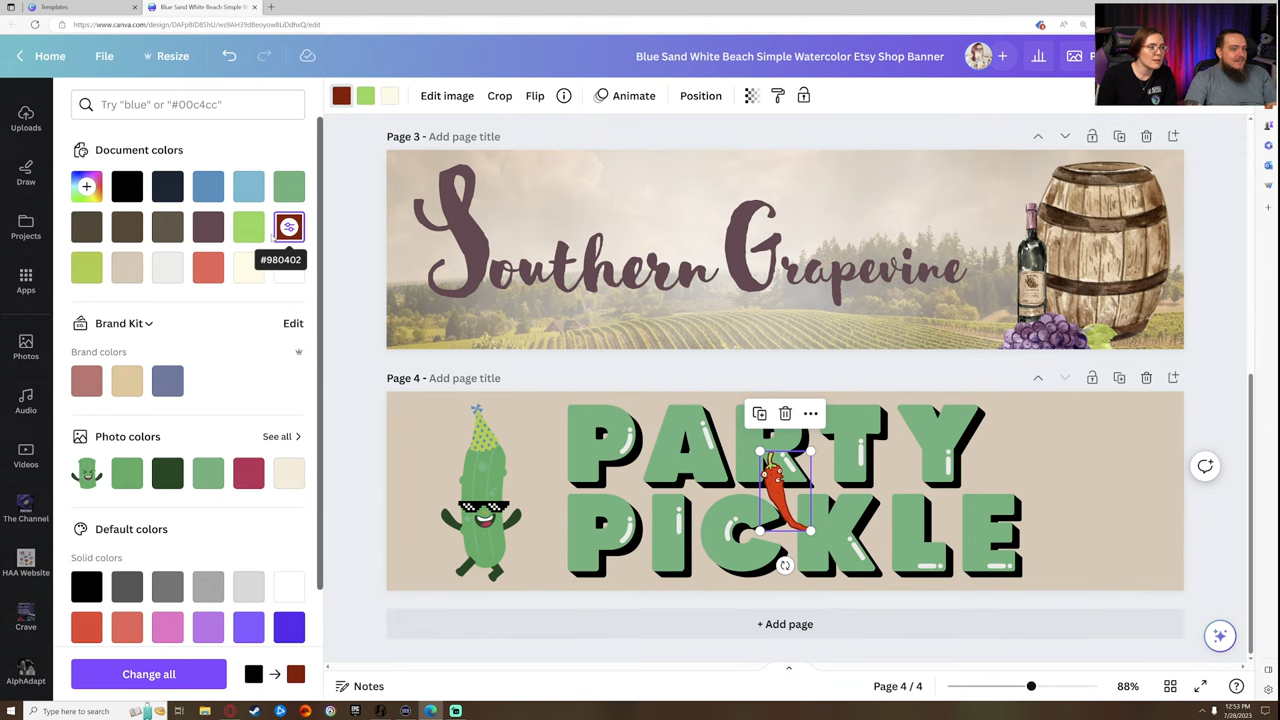 Templates
Blue Sand White Beach Simple W
https://www.canva.com/design/DAFp8ID8ShU/ws9AH39d8eoyow8LiDdhxQ/edit
Home
File
Resize
Blue Sand White Beach Simple Watercolor Etsy Shop Banner
Try "blue" or "#00c4cc"
Edit image
Crop
Flip
Animate
Position
Uploads
Draw
Projects
Apps
Photos
Audio
Videos
The Channel
HAA Website
Crave
AlphAdapt
Document colors
#980402
Brand Kit
Edit
Brand colors
Photo colors
See all
Default colors
Solid colors
Change all
Page 3 - Add page title
Southern Grapevine
Page 4 - Add page title
PARTY
PICKLE
+ Add page
Notes
Page 4 / 4
88%
Type here to search
12:53 PM
7/28/2023